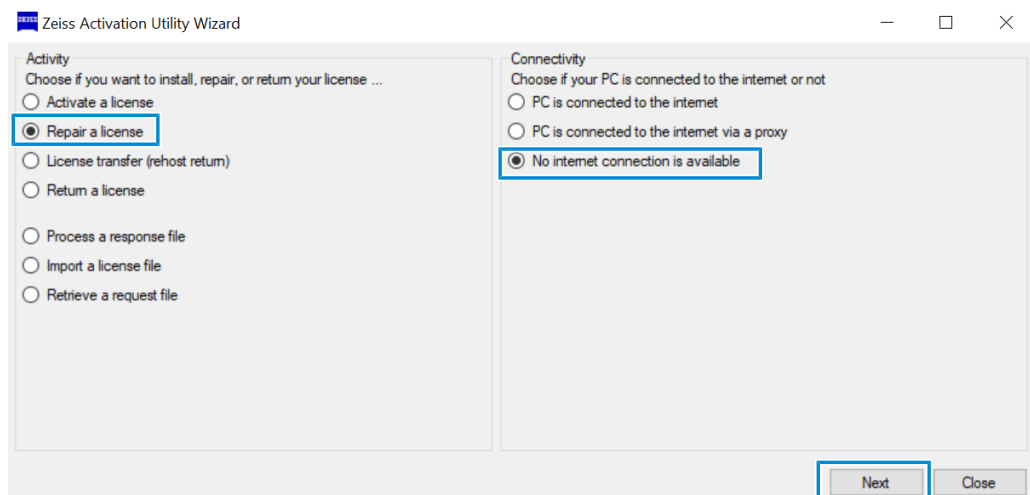 ZEISS Zeiss Activation Utility Wizard
Activity
Choose if you want to install, repair, or return your license ...
Activate a license
Repair a license
License transfer (rehost return)
Return a license
Process a response file
Import a license file
Retrieve a request file
Connectivity
Choose if your PC is connected to the internet or not
PC is connected to the internet
PC is connected to the internet via a proxy
No internet connection is available
Next Close